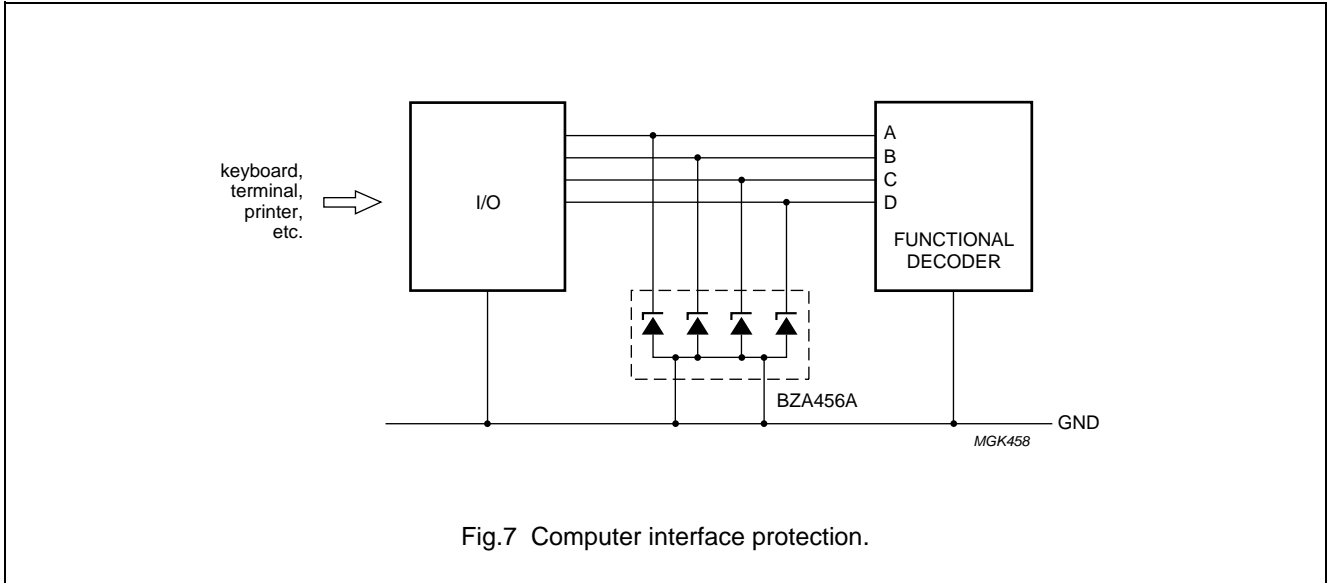 keyboard,
terminal,
printer,
etc.
I/O
A
B
C
D
FUNCTIONAL
DECODER
BZA456A
GND
MGK458
Fig.7 Computer interface protection.